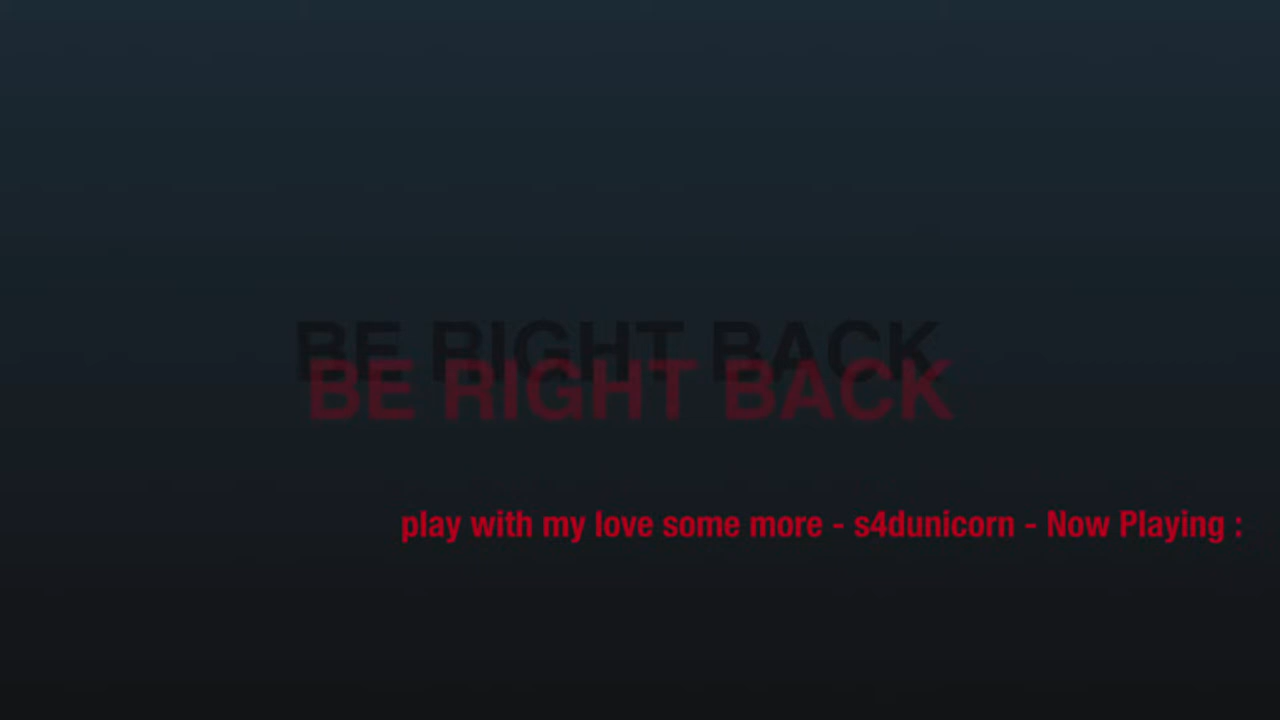 BE RIGHT BACK
BE RIGHT BACK
play with my love some more - s4dunicorn - Now Playing :